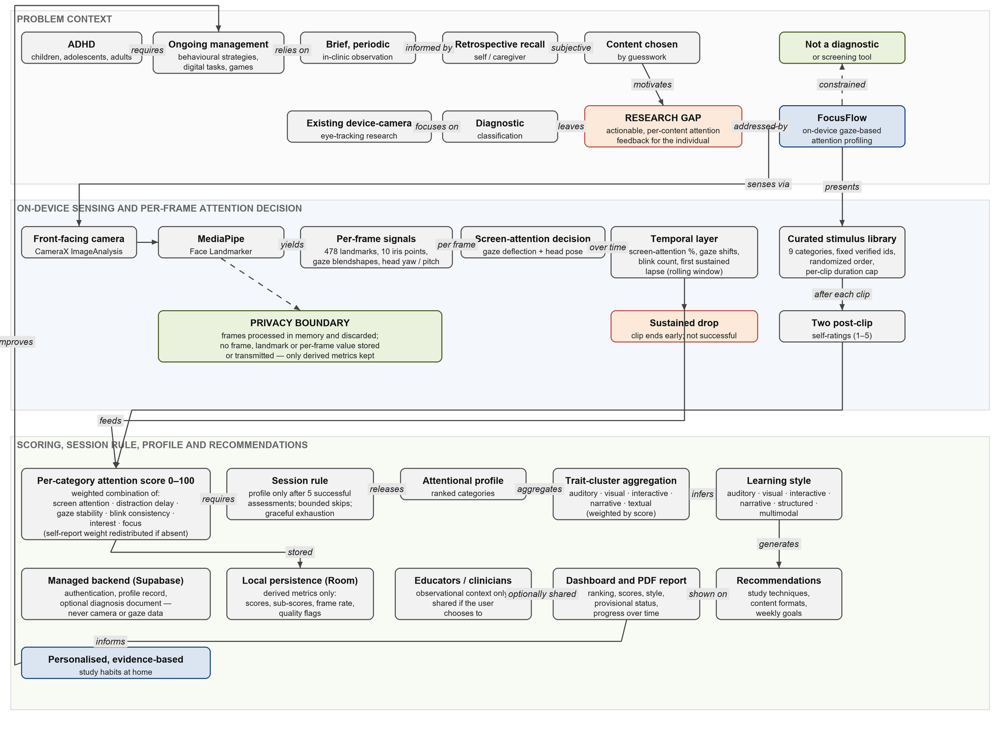 PROBLEM CONTEXT
ADHD
children, adolescents, adults
requires
Ongoing management
behavioural strategies,
digital tasks, games
relies on
Brief, periodic
in-clinic observation
informed by
Retrospective recall
self / caregiver
subjective
Content chosen
by guesswork
Not a diagnostic
or screening tool
motivates
constrained
Existing device-camera
eye-tracking research
focuses on
Diagnostic
classification
leaves
RESEARCH GAP
actionable, per-content attention
feedback for the individual
addressed by
FocusFlow
on-device gaze-based
attention profiling
senses via
presents
ON-DEVICE SENSING AND PER-FRAME ATTENTION DECISION
Front-facing camera
CameraX ImageAnalysis
MediaPipe
Face Landmarker
yields
Per-frame signals
478 landmarks, 10 iris points,
gaze blendshapes, head yaw / pitch
per frame
Screen-attention decision
gaze deflection + head pose
over time
Temporal layer
screen-attention %, gaze shifts,
blink count, first sustained
lapse (rolling window)
Curated stimulus library
9 categories, fixed verified ids,
randomized order,
per-clip duration cap
after each clip
PRIVACY BOUNDARY
frames processed in memory and discarded;
no frame, landmark or per-frame value stored
or transmitted — only derived metrics kept
Sustained drop
clip ends early; not successful
Two post-clip
self-ratings (1–5)
mproves
feeds
SCORING, SESSION RULE, PROFILE AND RECOMMENDATIONS
Per-category attention score 0–100
weighted combination of:
screen attention · distraction delay ·
gaze stability · blink consistency ·
interest · focus
(self-report weight redistributed if absent)
requires
Session rule
profile only after 5 successful
assessments; bounded skips;
graceful exhaustion
releases
Attentional profile
ranked categories
aggregates
Trait-cluster aggregation
auditory · visual · interactive ·
narrative · textual
(weighted by score)
infers
Learning style
auditory · visual · interactive ·
narrative · structured ·
multimodal
stored
generates
Managed backend (Supabase)
authentication, profile record,
optional diagnosis document —
never camera or gaze data
Local persistence (Room)
derived metrics only:
scores, sub-scores, frame rate,
quality flags
Educators / clinicians
observational context only
shared if the user
chooses to
optionally shared
Dashboard and PDF report
ranking, scores, style,
provisional status,
progress over time
shown on
Recommendations
study techniques,
content formats,
weekly goals
informs
Personalised, evidence-based
study habits at home